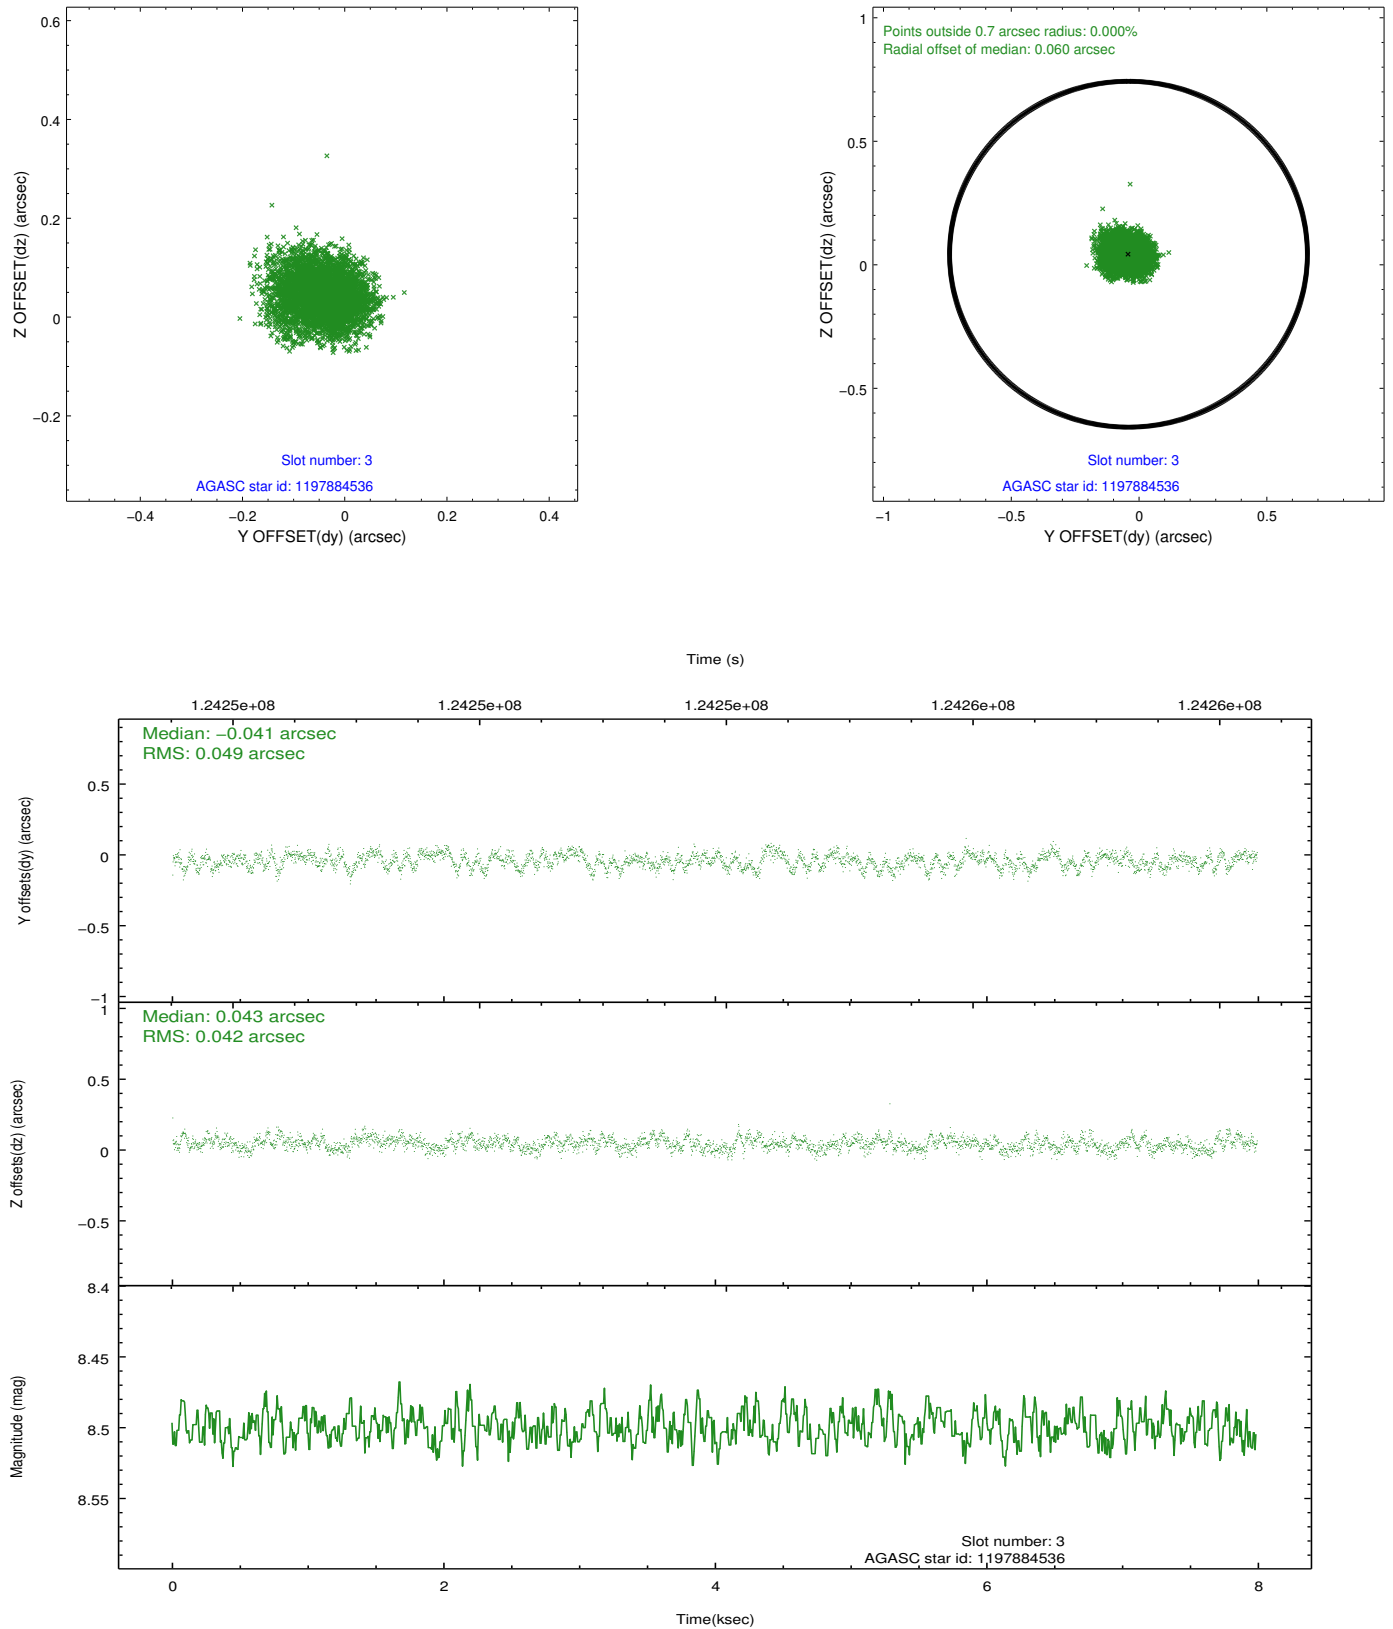 0.6
0.4
0.2
0
−0.2
Z OFFSET(dz) (arcsec)
Slot number: 3
AGASC star id: 1197884536
−0.4
−0.2
0
0.2
0.4
Y OFFSET(dy) (arcsec)
Points outside 0.7 arcsec radius: 0.000%
Radial offset of median: 0.060 arcsec
1
0.5
0
−0.5
Z OFFSET(dz) (arcsec)
Slot number: 3
AGASC star id: 1197884536
−1
−0.5
0
0.5
Y OFFSET(dy) (arcsec)
Time (s)
1.2425e+08
1.2425e+08
1.2425e+08
1.2426e+08
1.2426e+08
Median: −0.041 arcsec
RMS: 0.049 arcsec
0.5
0
−0.5
−1
Y offsets(dy) (arcsec)
Median: 0.043 arcsec
RMS: 0.042 arcsec
1
0.5
0
−0.5
Z offsets(dz) (arcsec)
8.4
8.45
8.5
8.55
Magnitude (mag)
Slot number: 3
AGASC star id: 1197884536
0
2
4
6
8
Time(ksec)